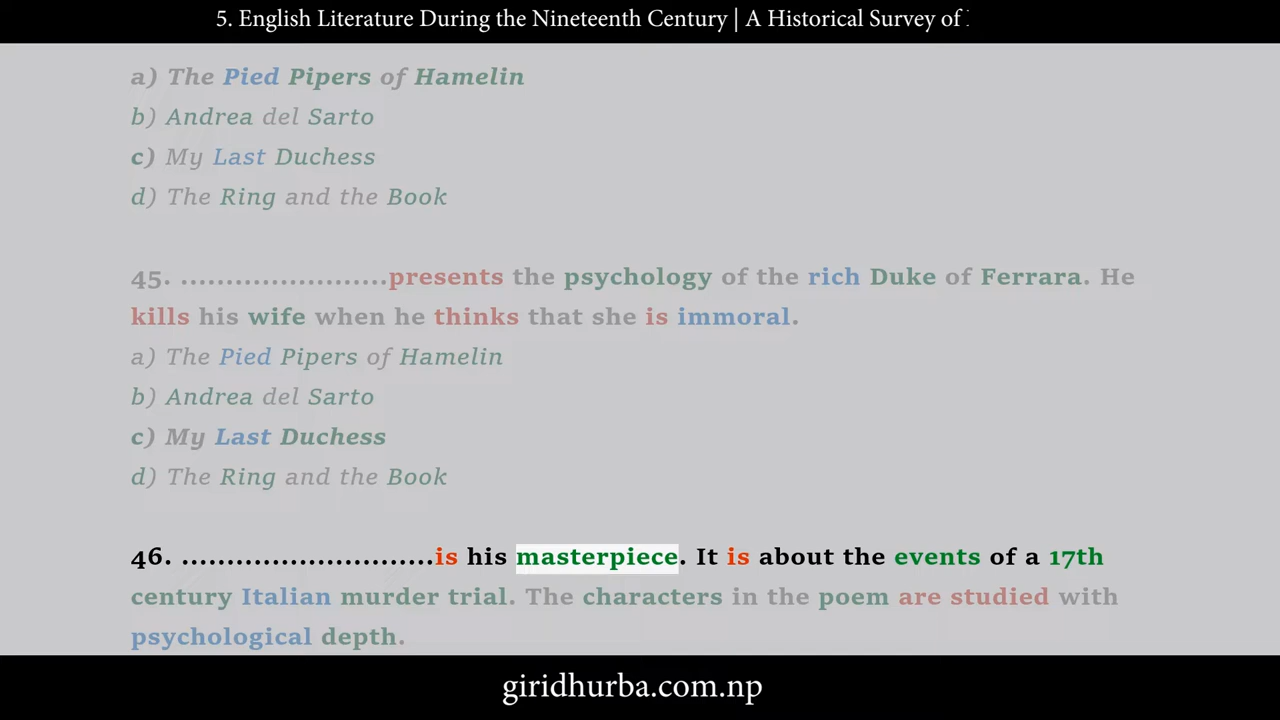 5. English Literature During the Nineteenth Century | A Historical Survey of
a) The Pied Pipers of Hamelin
b) Andrea del Sarto
c) My Last Duchess
d) The Ring and the Book
45. .......................presents the psychology of the rich Duke of Ferrara. He
kills his wife when he thinks that she is immoral.
a) The Pied Pipers of Hamelin
b) Andrea del Sarto
c) My Last Duchess
d) The Ring and the Book
46. ............................is his masterpiece. It is about the events of a 17th
century Italian murder trial. The characters in the poem are studied with
psychological depth.
giridhurba.com.np